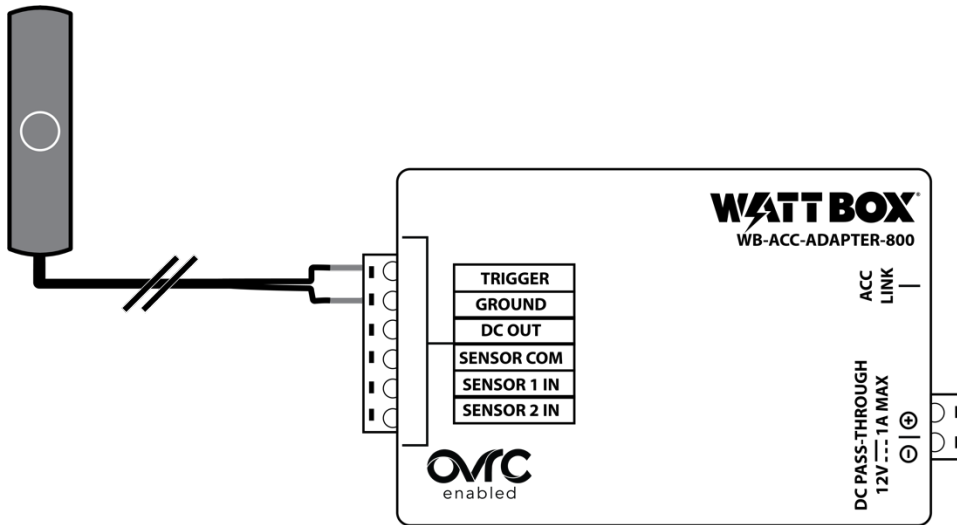 WATTBOX
WB-ACC-ADAPTER-800
TRIGGER
GROUND
DC OUT
SENSOR COM
SENSOR 1 IN
SENSOR 2 IN
ACC
LINK
DC PASS-THROUGH
12V 1A MAX
+
−
OvrC
enabled